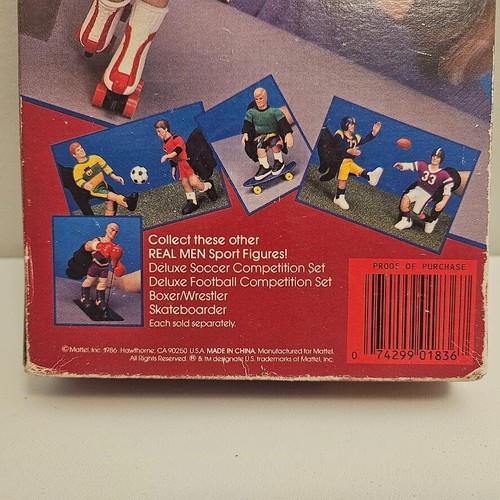 33
Collect these other
REAL MEN Sport Figures!
Deluxe Soccer Competition Set
Deluxe Football Competition Set
Boxer/Wrestler
Skateboarder
Each sold separately.
PROOF OF PURCHASE
0 74299 01836
© Mattel, Inc. 1986. Hawthorne, CA 90250 U.S.A. MADE IN CHINA. Manufactured for Mattel.
All Rights Reserved. ® & TM designate U.S. trademarks of Mattel, Inc.